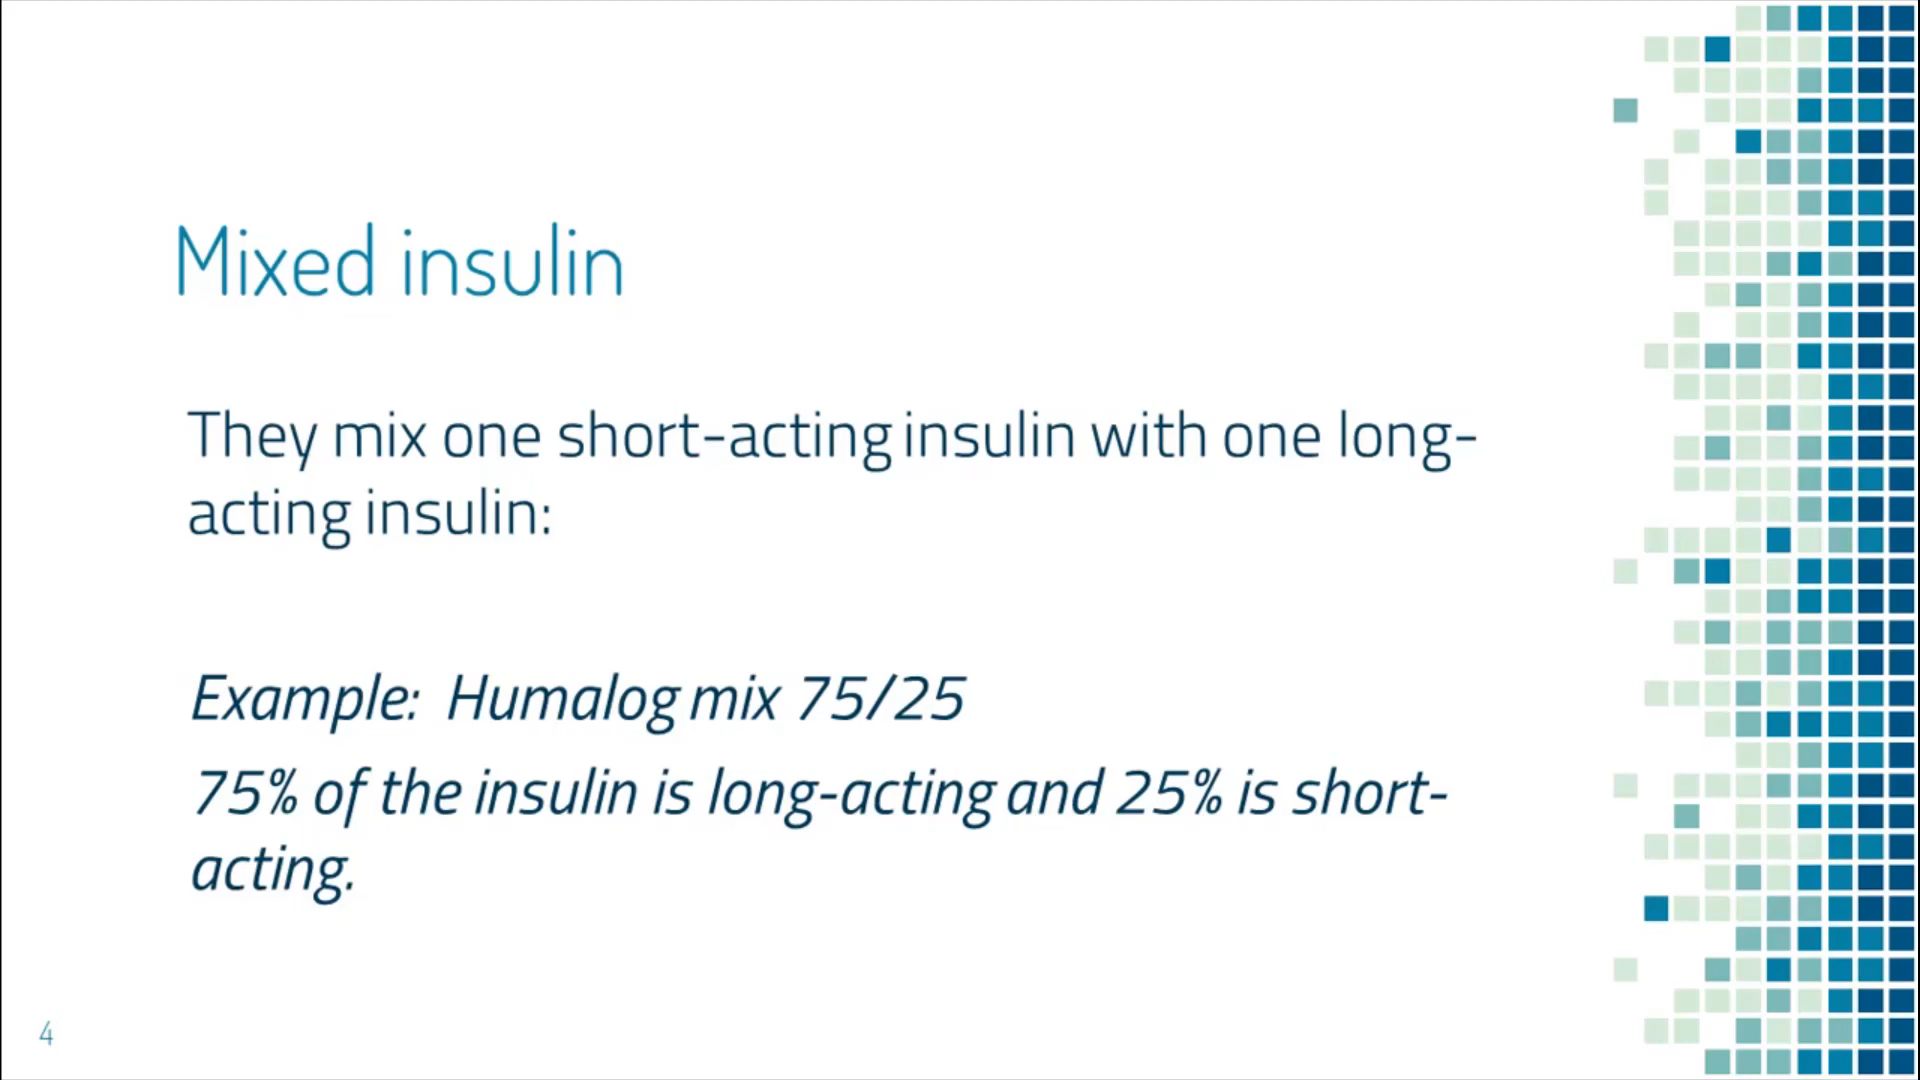 Mixed insulin
They mix one short-acting insulin with one long-
acting insulin:
Example: Humalog mix 75/25
75% of the insulin is long-acting and 25% is short-
acting.
4